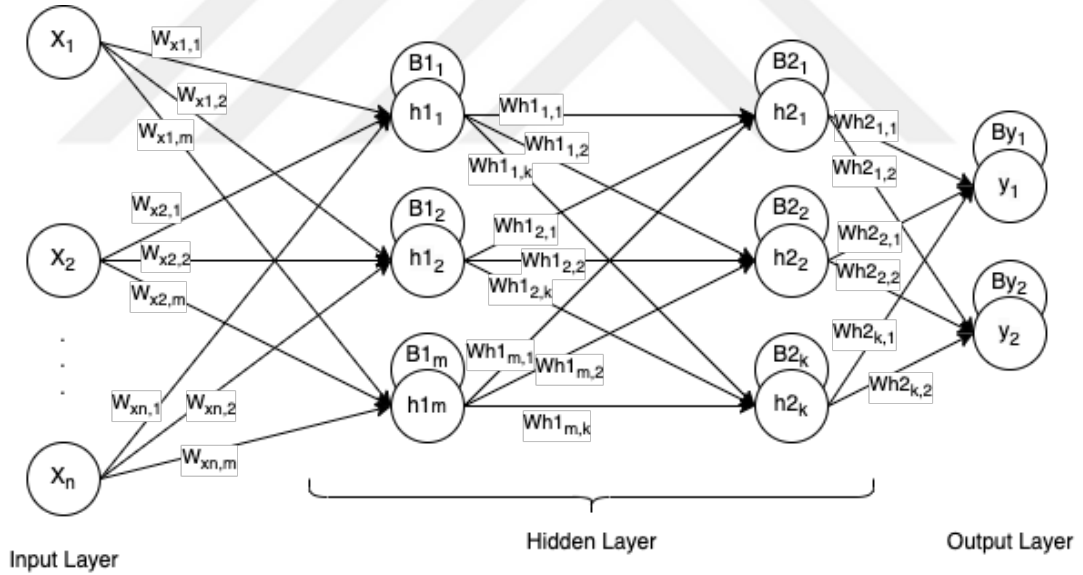 X₁
Wₓ₁,₁
Wₓ₁,₂
Wₓ₁,ₘ
X₂
Wₓ₂,₁
Wₓ₂,₂
Wₓ₂,ₘ
.
.
.
Xₙ
Wₓₙ,₁
Wₓₙ,₂
Wₓₙ,ₘ
B1₁
h1₁
B1₂
h1₂
B1ₘ
h1m
Wh1₁,₁
Wh1₁,₂
Wh1₁,ₖ
Wh1₂,₁
Wh1₂,₂
Wh1₂,ₖ
Wh1ₘ,₁
Wh1ₘ,₂
Wh1ₘ,ₖ
B2₁
h2₁
B2₂
h2₂
B2ₖ
h2ₖ
Wh2₁,₁
Wh2₁,₂
Wh2₂,₁
Wh2₂,₂
Wh2ₖ,₁
Wh2ₖ,₂
By₁
y₁
By₂
y₂
Input Layer
Hidden Layer
Output Layer